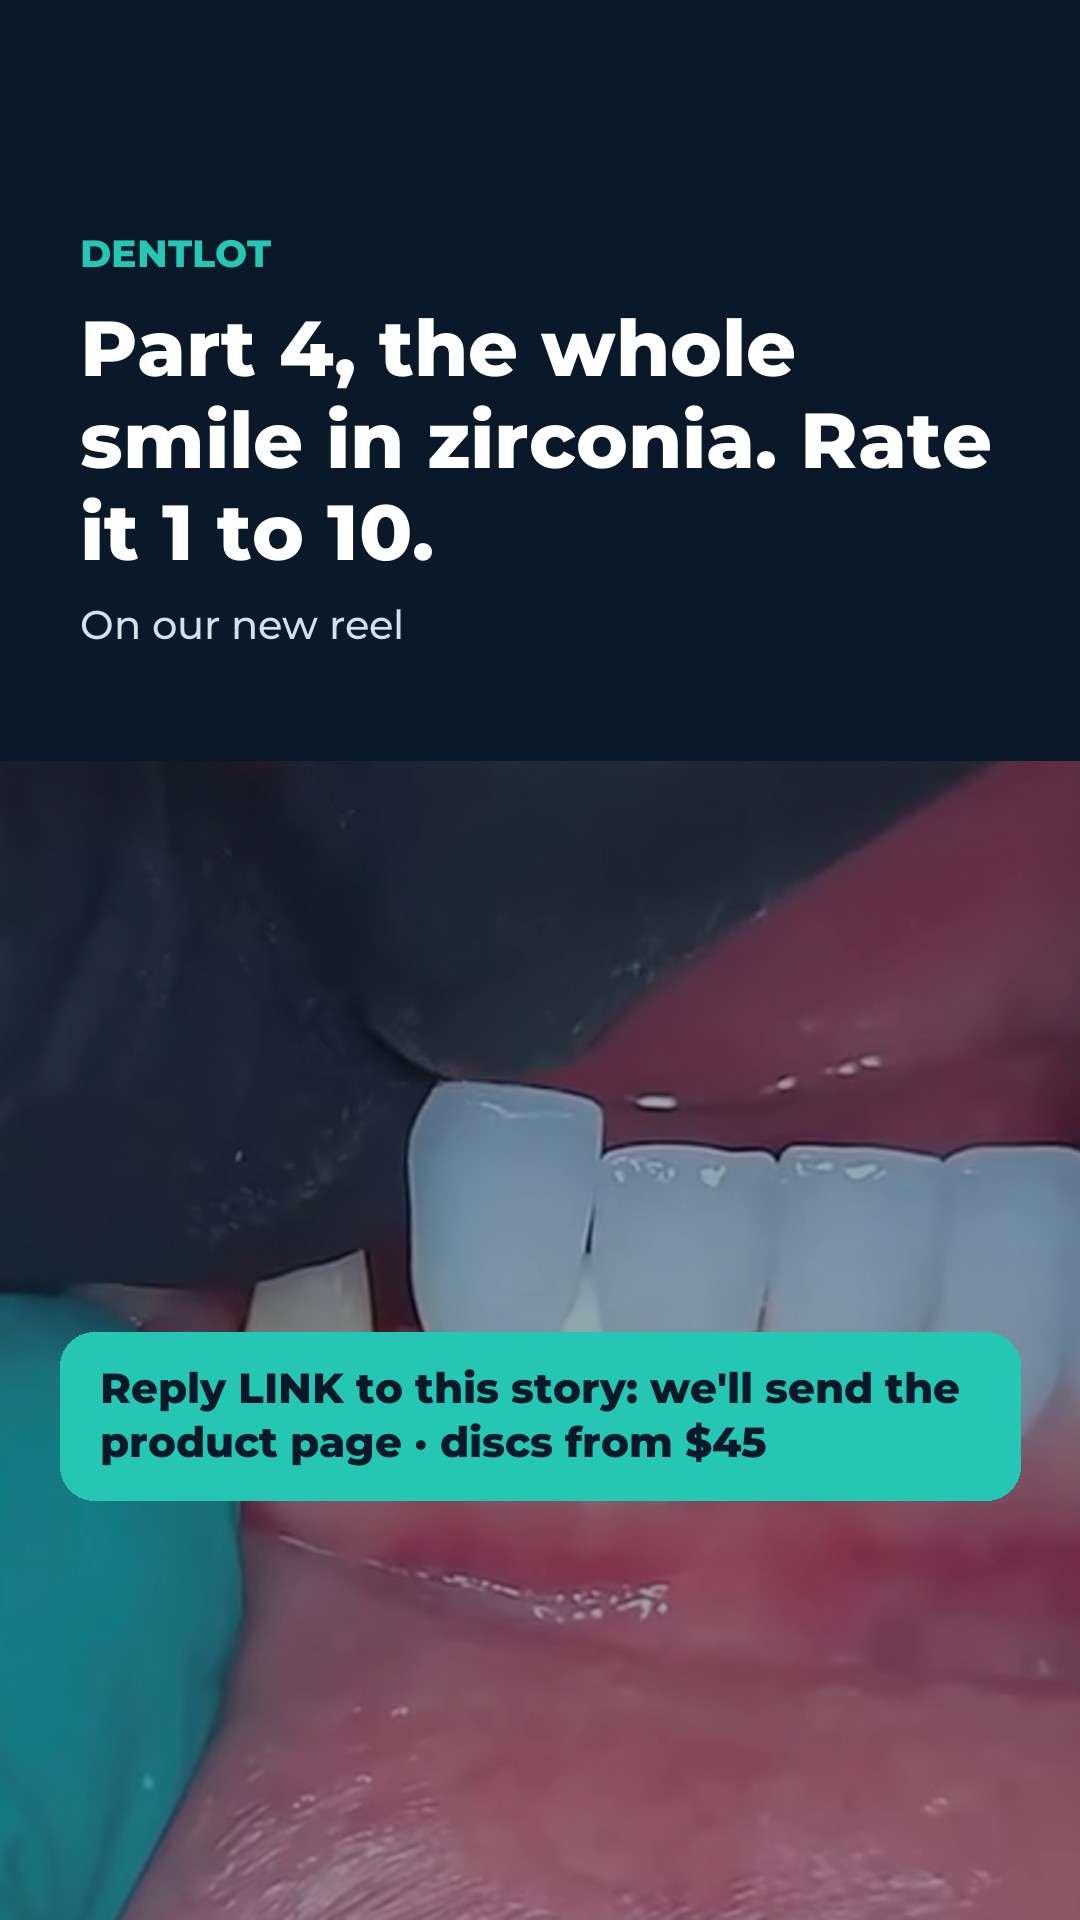 DENTLOT
Part 4, the whole
smile in zirconia. Rate
it 1 to 10.
On our new reel
Reply LINK to this story: we'll send the
product page · discs from $45